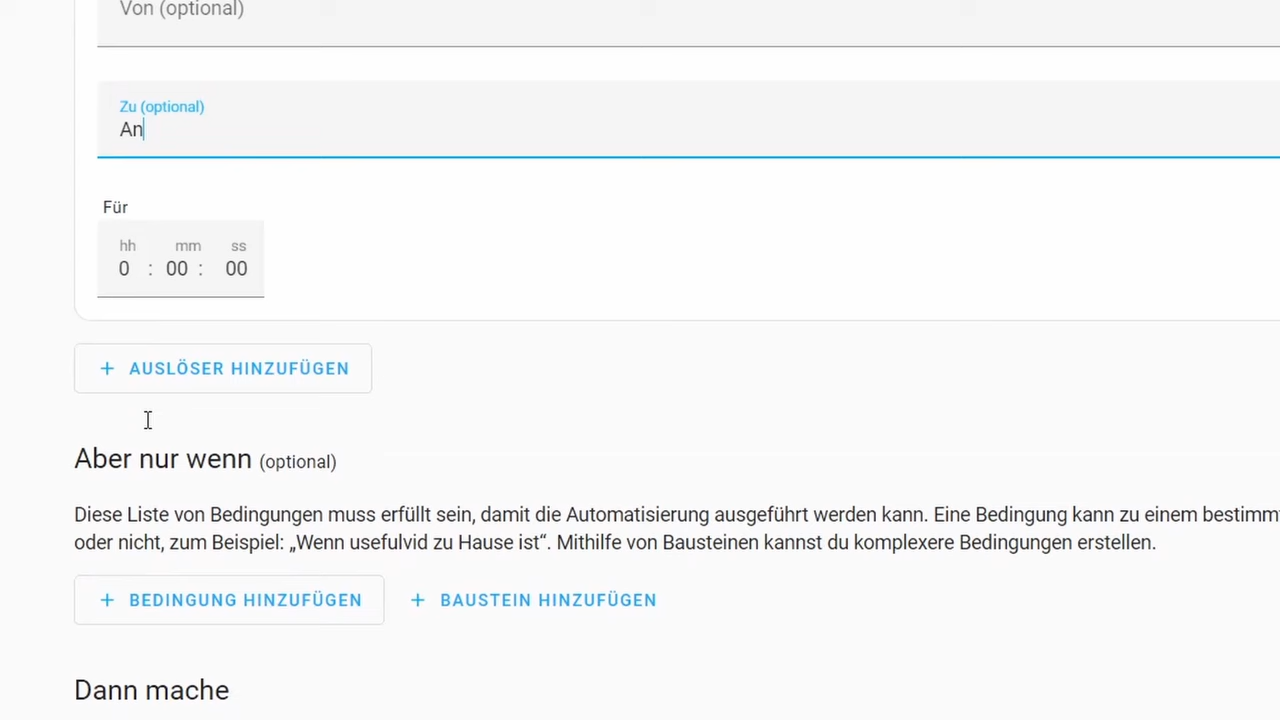 Von (optional)
Zu (optional)
An
Für
hh mm ss
0 : 00 : 00
+ AUSLÖSER HINZUFÜGEN
Aber nur wenn (optional)
Diese Liste von Bedingungen muss erfüllt sein, damit die Automatisierung ausgeführt werden kann. Eine Bedingung kann zu einem bestimmt
oder nicht, zum Beispiel: „Wenn usefulvid zu Hause ist“. Mithilfe von Bausteinen kannst du komplexere Bedingungen erstellen.
+ BEDINGUNG HINZUFÜGEN + BAUSTEIN HINZUFÜGEN
Dann mache